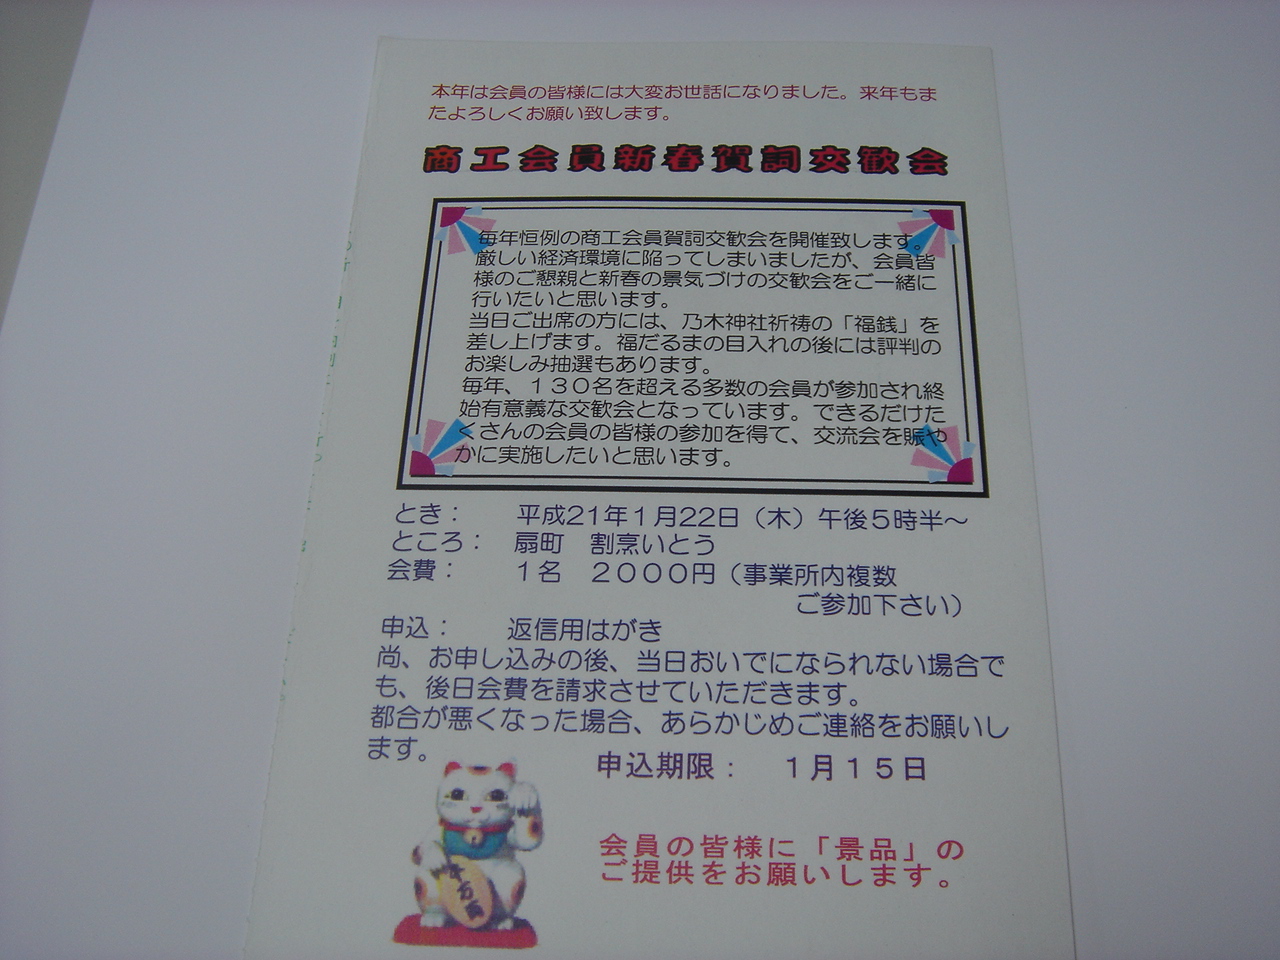 本年は会員の皆様には大変お世話になりました。来年もま
たよろしくお願い致します。
商工会員新春賀詞交歓会
毎年恒例の商工会員賀詞交歓会を開催致します。
厳しい経済環境に陥ってしまいましたが、会員皆
様のご懇親と新春の景気づけの交歓会をご一緒に
行いたいと思います。
当日ご出席の方には、乃木神社祈祷の「福銭」を
差し上げます。福だるまの目入れの後には評判の
お楽しみ抽選もあります。
毎年、１３０名を超える多数の会員が参加され終
始有意義な交歓会となっています。できるだけた
くさんの会員の皆様の参加を得て、交流会を賑や
かに実施したいと思います。
とき： 平成21年１月22日（木）午後５時半～
ところ： 扇町 割烹いとう
会費： １名 ２０００円（事業所内複数
ご参加下さい）
申込： 返信用はがき
尚、お申し込みの後、当日おいでになられない場合で
も、後日会費を請求させていただきます。
都合が悪くなった場合、あらかじめご連絡をお願いし
ます。
申込期限： １月１５日
会員の皆様に「景品」の
ご提供をお願いします。
千万両